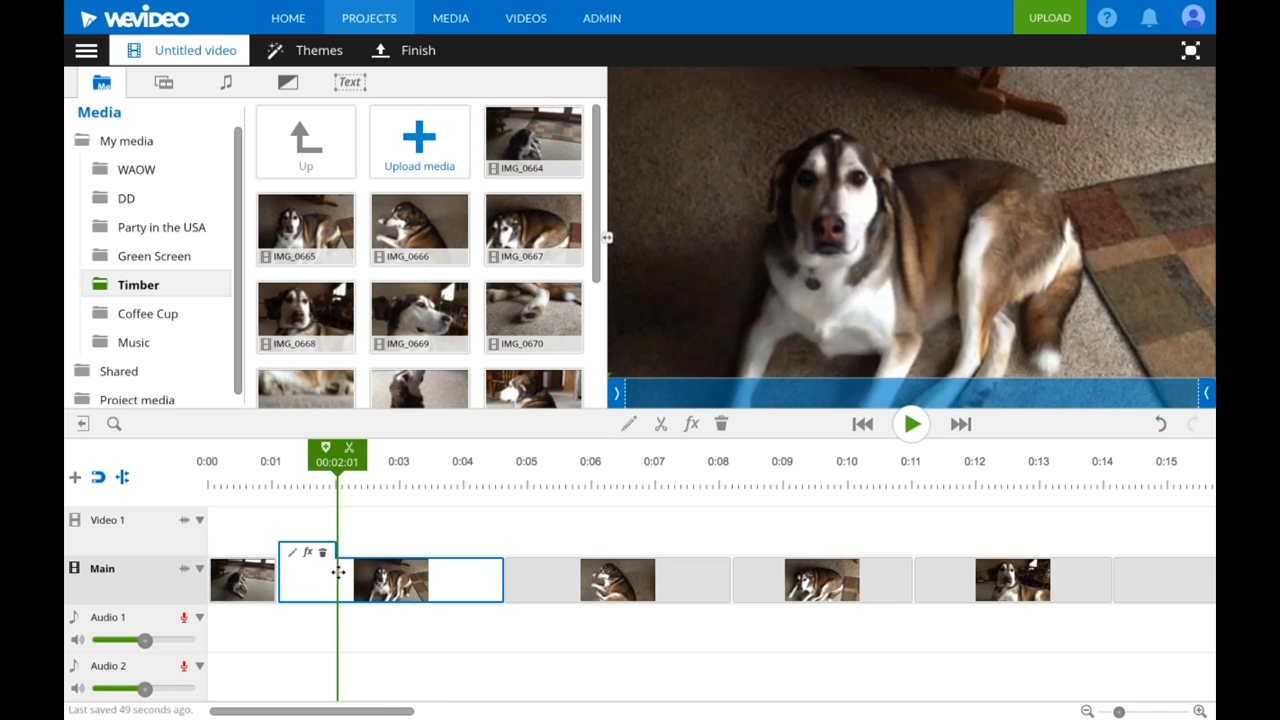 WEVIDEO HOME PROJECTS MEDIA VIDEOS ADMIN UPLOAD ?
Untitled video Themes Finish
Text
Media
My media
WAOW
DD
Party in the USA
Green Screen
Timber
Coffee Cup
Music
Shared
Project media
Up Upload media IMG_0664
IMG_0665 IMG_0666 IMG_0667
IMG_0668 IMG_0669 IMG_0670
fx
00:02:01
0:00 0:01 0:03 0:04 0:05 0:06 0:07 0:08 0:09 0:10 0:11 0:12 0:13 0:14 0:15
Video 1
fx
Main
Audio 1
Audio 2
Last saved 49 seconds ago.